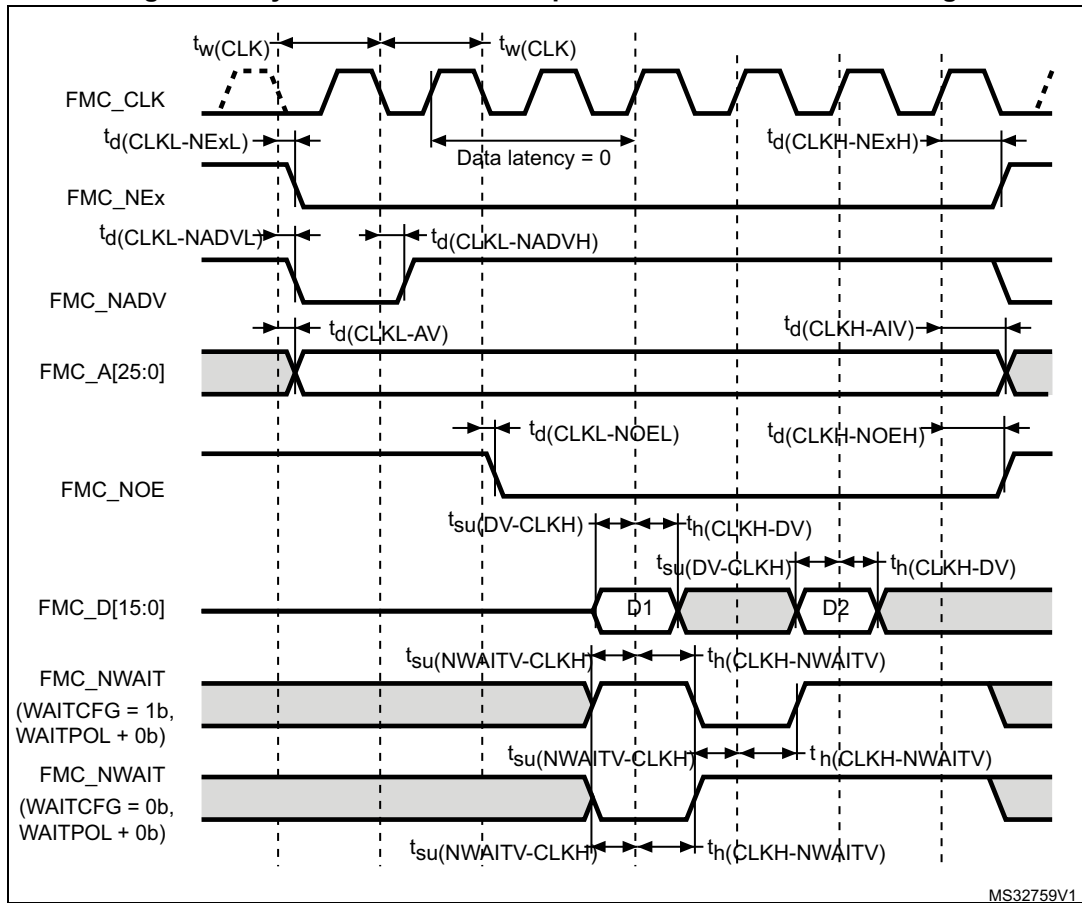 tw(CLK) tw(CLK)
FMC_CLK
td(CLKL-NExL) Data latency = 0 td(CLKH-NExH)
FMC_NEx
td(CLKL-NADVL) td(CLKL-NADVH)
FMC_NADV
td(CLKL-AV) td(CLKH-AIV)
FMC_A[25:0]
td(CLKL-NOEL) td(CLKH-NOEH)
FMC_NOE
tsu(DV-CLKH) th(CLKH-DV)
tsu(DV-CLKH) th(CLKH-DV)
FMC_D[15:0] D1 D2
tsu(NWAITV-CLKH) th(CLKH-NWAITV)
FMC_NWAIT
(WAITCFG = 1b,
WAITPOL + 0b)
tsu(NWAITV-CLKH) th(CLKH-NWAITV)
FMC_NWAIT
(WAITCFG = 0b,
WAITPOL + 0b)
tsu(NWAITV-CLKH) th(CLKH-NWAITV)
MS32759V1